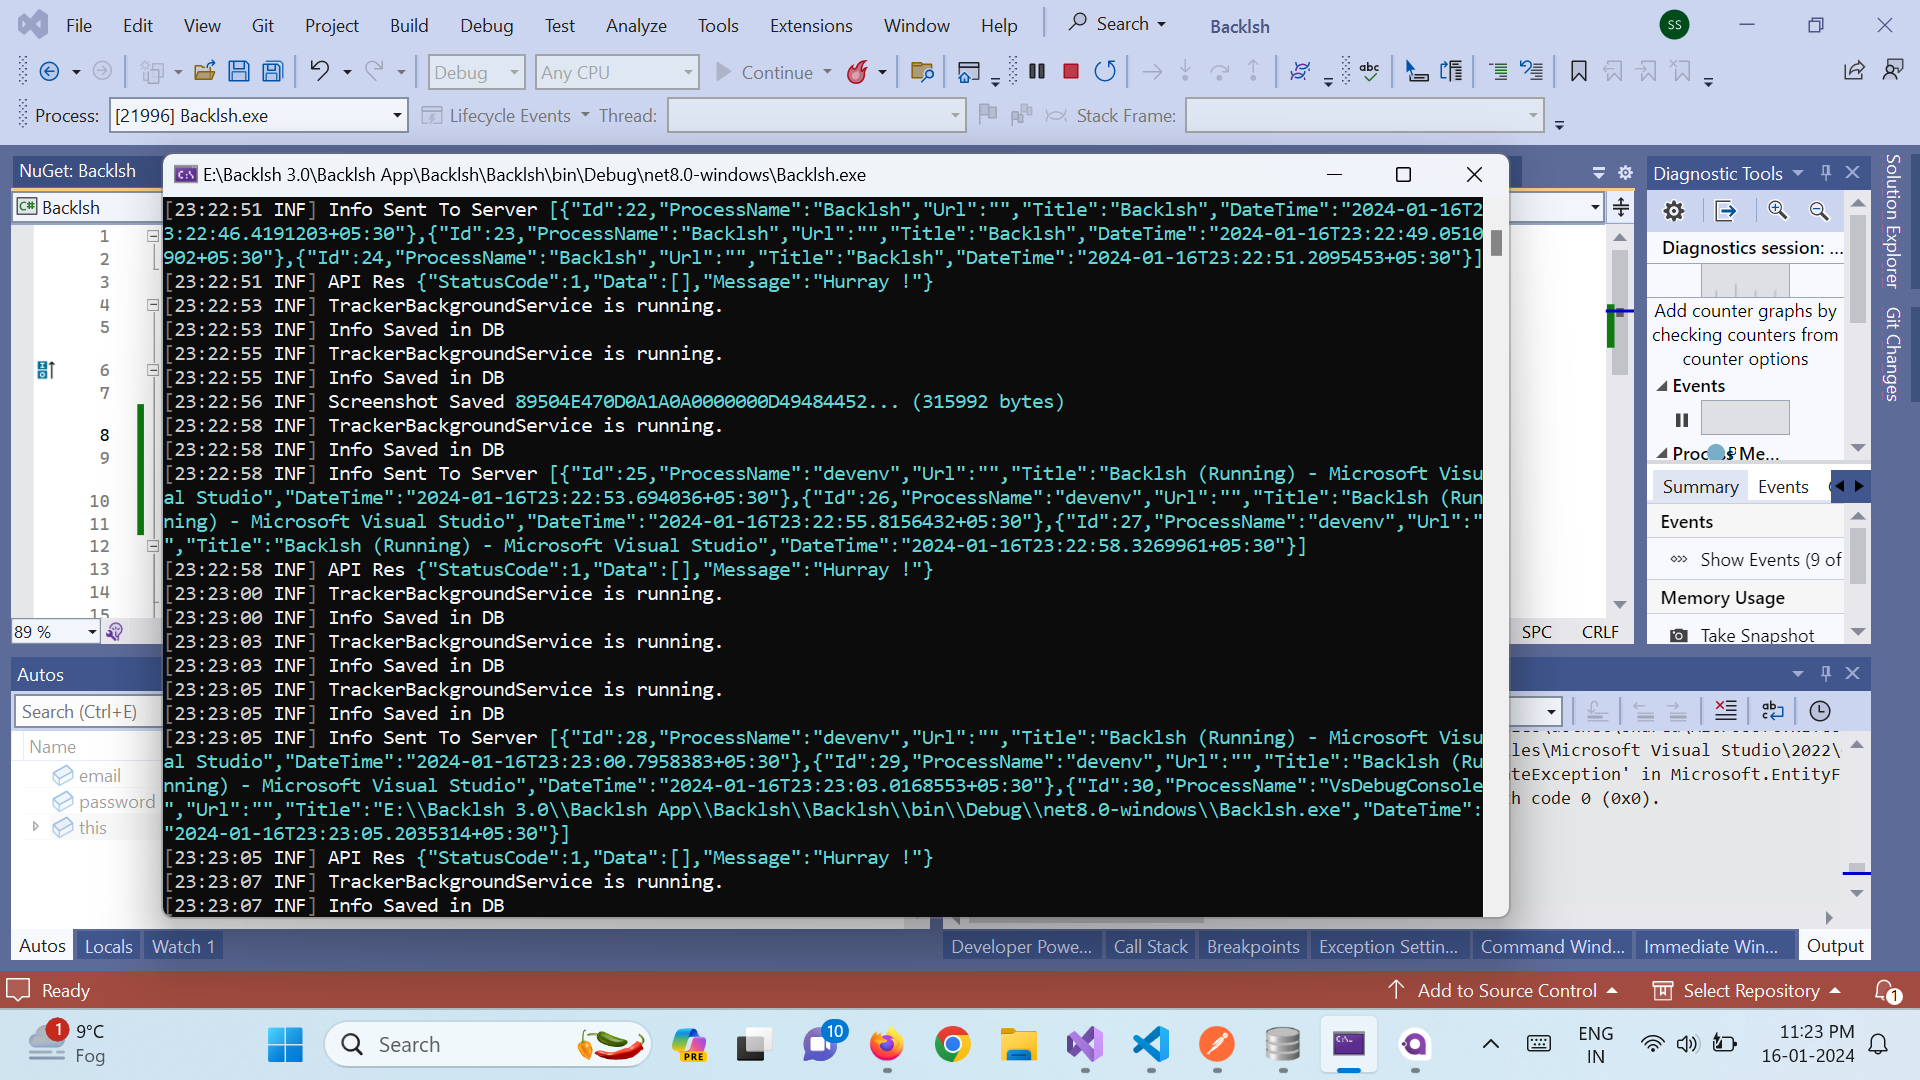 File Edit View Git Project Build Debug Test Analyze Tools Extensions Window Help Search Backlsh SS
Debug Any CPU Continue
Process: [21996] Backlsh.exe Lifecycle Events Thread: Stack Frame:
NuGet: Backlsh
E:\Backlsh 3.0\Backlsh App\Backlsh\Backlsh\bin\Debug\net8.0-windows\Backlsh.exe
C# Backlsh
1
2
3
4
5
6
7
8
9
10
11
12
13
14
15
89 %
[23:22:51 INF] Info Sent To Server [{"Id":22,"ProcessName":"Backlsh","Url":"","Title":"Backlsh","DateTime":"2024-01-16T2
3:22:46.4191203+05:30"},{"Id":23,"ProcessName":"Backlsh","Url":"","Title":"Backlsh","DateTime":"2024-01-16T23:22:49.0510
902+05:30"},{"Id":24,"ProcessName":"Backlsh","Url":"","Title":"Backlsh","DateTime":"2024-01-16T23:22:51.2095453+05:30"}]
[23:22:51 INF] API Res {"StatusCode":1,"Data":[],"Message":"Hurray !"}
[23:22:53 INF] TrackerBackgroundService is running.
[23:22:53 INF] Info Saved in DB
[23:22:55 INF] TrackerBackgroundService is running.
[23:22:55 INF] Info Saved in DB
[23:22:56 INF] Screenshot Saved 89504E470D0A1A0A0000000D49484452... (315992 bytes)
[23:22:58 INF] TrackerBackgroundService is running.
[23:22:58 INF] Info Saved in DB
[23:22:58 INF] Info Sent To Server [{"Id":25,"ProcessName":"devenv","Url":"","Title":"Backlsh (Running) - Microsoft Visu
al Studio","DateTime":"2024-01-16T23:22:53.694036+05:30"},{"Id":26,"ProcessName":"devenv","Url":"","Title":"Backlsh (Run
ning) - Microsoft Visual Studio","DateTime":"2024-01-16T23:22:55.8156432+05:30"},{"Id":27,"ProcessName":"devenv","Url":"
","Title":"Backlsh (Running) - Microsoft Visual Studio","DateTime":"2024-01-16T23:22:58.3269961+05:30"}]
[23:22:58 INF] API Res {"StatusCode":1,"Data":[],"Message":"Hurray !"}
[23:23:00 INF] TrackerBackgroundService is running.
[23:23:00 INF] Info Saved in DB
[23:23:03 INF] TrackerBackgroundService is running.
[23:23:03 INF] Info Saved in DB
[23:23:05 INF] TrackerBackgroundService is running.
[23:23:05 INF] Info Saved in DB
[23:23:05 INF] Info Sent To Server [{"Id":28,"ProcessName":"devenv","Url":"","Title":"Backlsh (Running) - Microsoft Visu
al Studio","DateTime":"2024-01-16T23:23:00.7958383+05:30"},{"Id":29,"ProcessName":"devenv","Url":"","Title":"Backlsh (Ru
nning) - Microsoft Visual Studio","DateTime":"2024-01-16T23:23:03.0168553+05:30"},{"Id":30,"ProcessName":"VsDebugConsole
","Url":"","Title":"E:\\Backlsh 3.0\\Backlsh App\\Backlsh\\Backlsh\\bin\\Debug\\net8.0-windows\\Backlsh.exe","DateTime":
"2024-01-16T23:23:05.2035314+05:30"}]
[23:23:05 INF] API Res {"StatusCode":1,"Data":[],"Message":"Hurray !"}
[23:23:07 INF] TrackerBackgroundService is running.
[23:23:07 INF] Info Saved in DB
Diagnostic Tools
Diagnostics session: ...
Add counter graphs by
checking counters from
counter options
Events
Me...
Summary Events
Events
Show Events (9 of
Memory Usage
Take Snapshot
Solution Explorer
Git Changes
SPC CRLF
Autos
Search (Ctrl+E)
Name
email
password
this
iles\Microsoft Visual Studio\2022\
ateException' in Microsoft.EntityF
h code 0 (0x0).
Autos Locals Watch 1
Developer Powe... Call Stack Breakpoints Exception Settin... Command Wind... Immediate Win... Output
Ready Add to Source Control Select Repository 1
1 9°C
Fog
Search PRE 10
ENG
IN
11:23 PM
16-01-2024